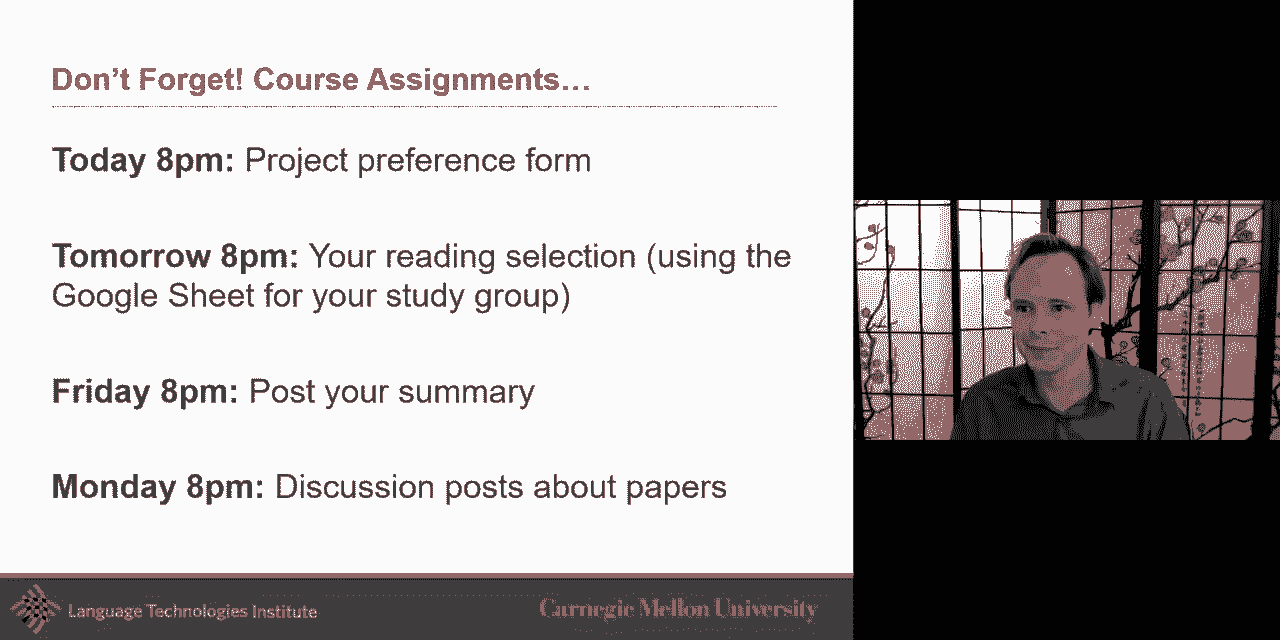 Don’t Forget! Course Assignments…
Today 8pm: Project preference form
Tomorrow 8pm: Your reading selection (using the
Google Sheet for your study group)
Friday 8pm: Post your summary
Monday 8pm: Discussion posts about papers
Language Technologies Institute
Carnegie Mellon University